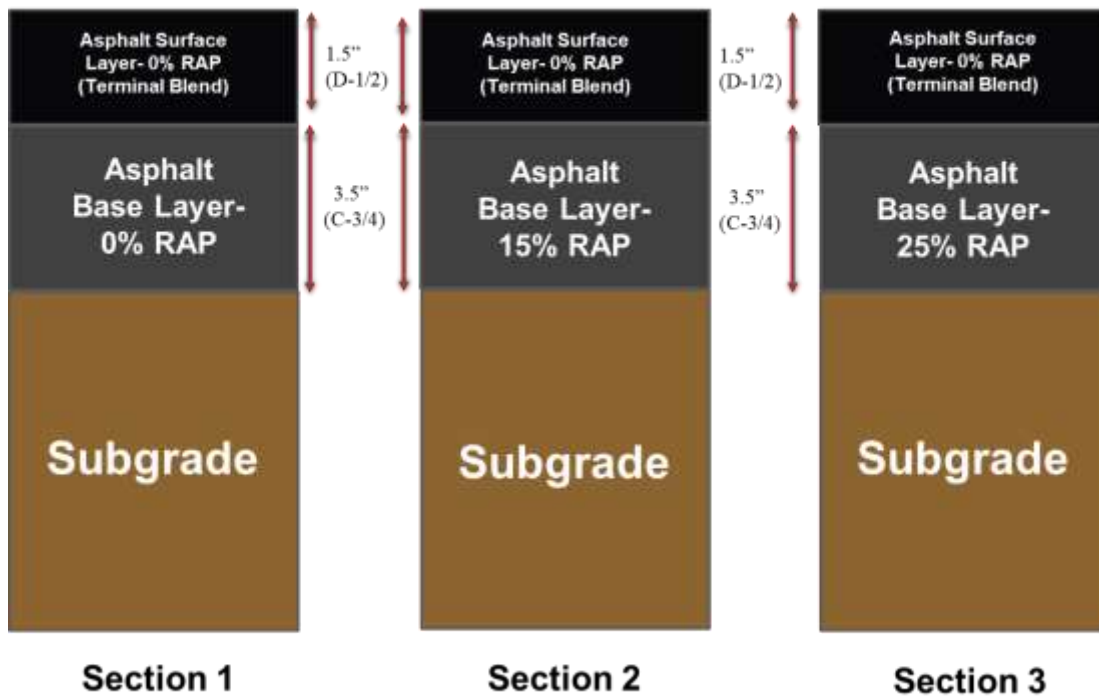 Asphalt Surface
Layer- 0% RAP
(Terminal Blend)
1.5”
(D-1/2)
Asphalt
Base Layer-
0% RAP
3.5”
(C-3/4)
Subgrade
Section 1
Asphalt Surface
Layer- 0% RAP
(Terminal Blend)
1.5”
(D-1/2)
Asphalt
Base Layer-
15% RAP
3.5”
(C-3/4)
Subgrade
Section 2
Asphalt Surface
Layer- 0% RAP
(Terminal Blend)
Asphalt
Base Layer-
25% RAP
Subgrade
Section 3